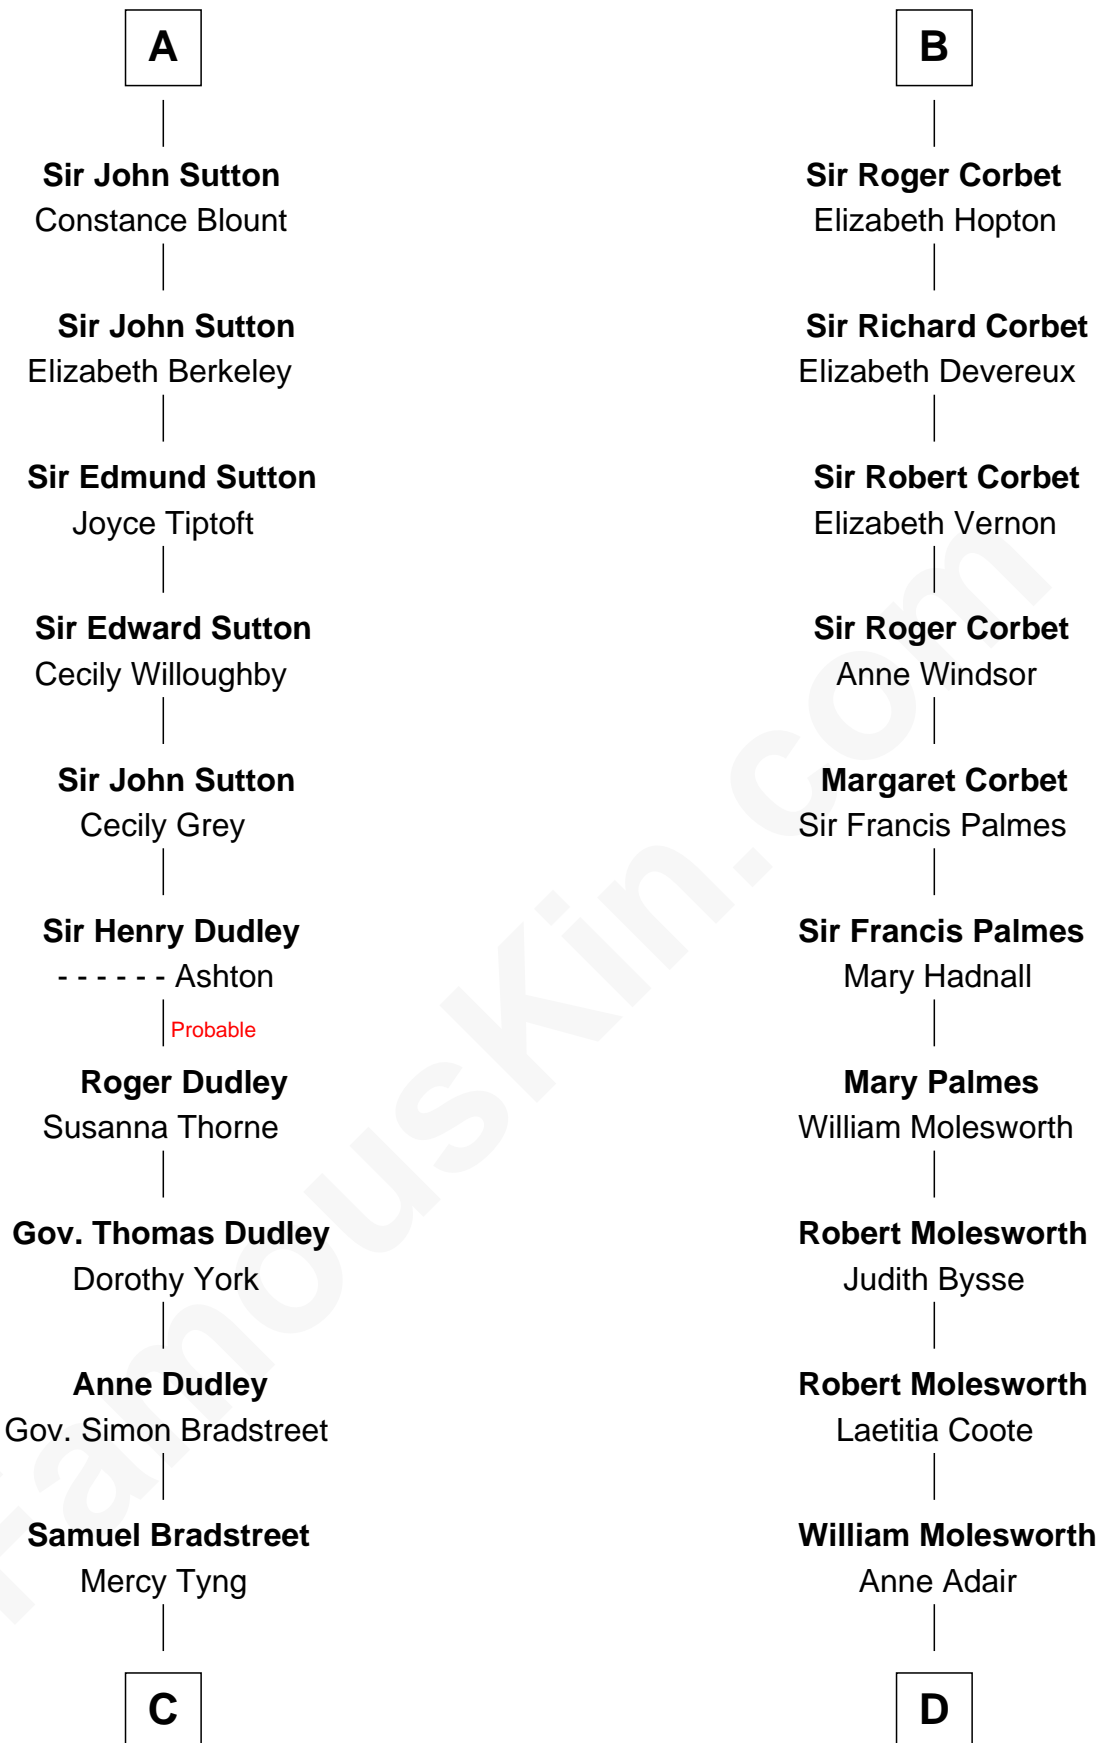 A
Sir John Sutton
Constance Blount
Sir John Sutton
Elizabeth Berkeley
Sir Edmund Sutton
Joyce Tiptoft
Sir Edward Sutton
Cecily Willoughby
Sir John Sutton
Cecily Grey
Sir Henry Dudley
- - - - - - Ashton
Probable
Roger Dudley
Susanna Thorne
Gov. Thomas Dudley
Dorothy York
Anne Dudley
Gov. Simon Bradstreet
Samuel Bradstreet
Mercy Tyng
C
B
Sir Roger Corbet
Elizabeth Hopton
Sir Richard Corbet
Elizabeth Devereux
Sir Robert Corbet
Elizabeth Vernon
Sir Roger Corbet
Anne Windsor
Margaret Corbet
Sir Francis Palmes
Sir Francis Palmes
Mary Hadnall
Mary Palmes
William Molesworth
Robert Molesworth
Judith Bysse
Robert Molesworth
Laetitia Coote
William Molesworth
Anne Adair
D
FamousKin.com